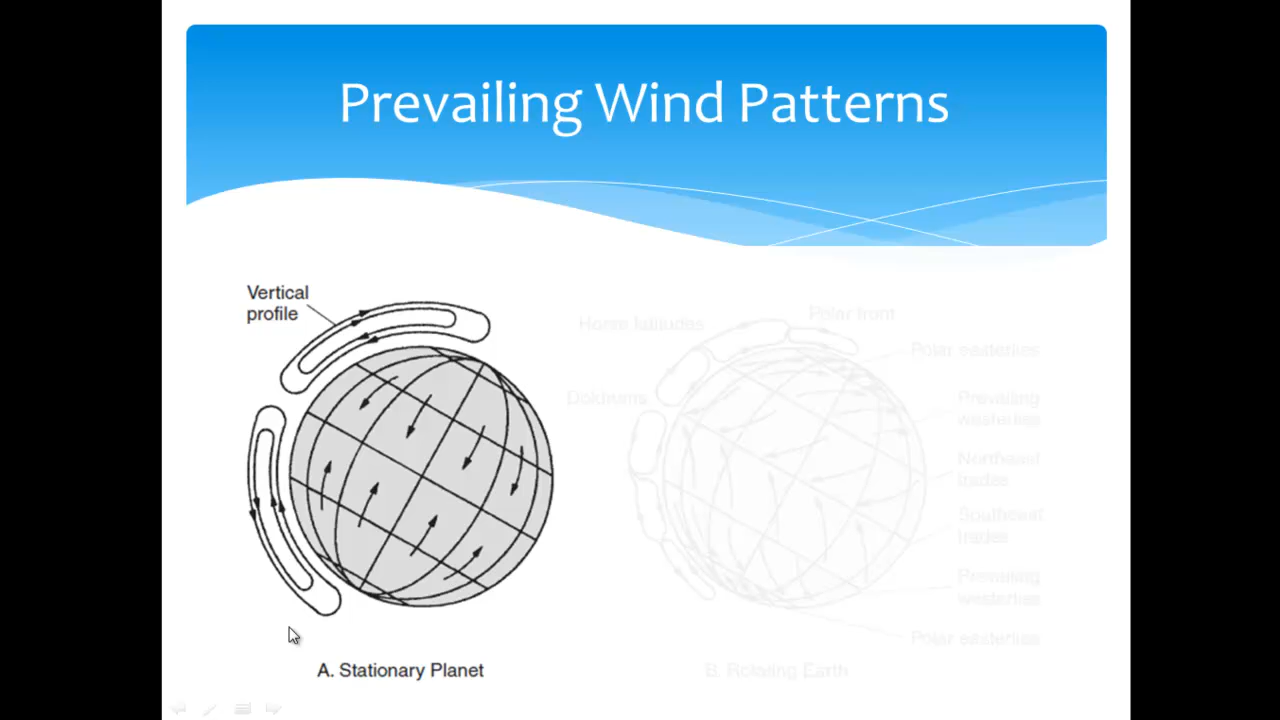 Prevailing Wind Patterns
Vertical
profile
A. Stationary Planet
Horse latitudes
Polar front
Polar easterlies
Doldrums
Prevailing
westerlies
Northeast
trades
Southeast
trades
Prevailing
westerlies
Polar easterlies
B. Rotating Earth